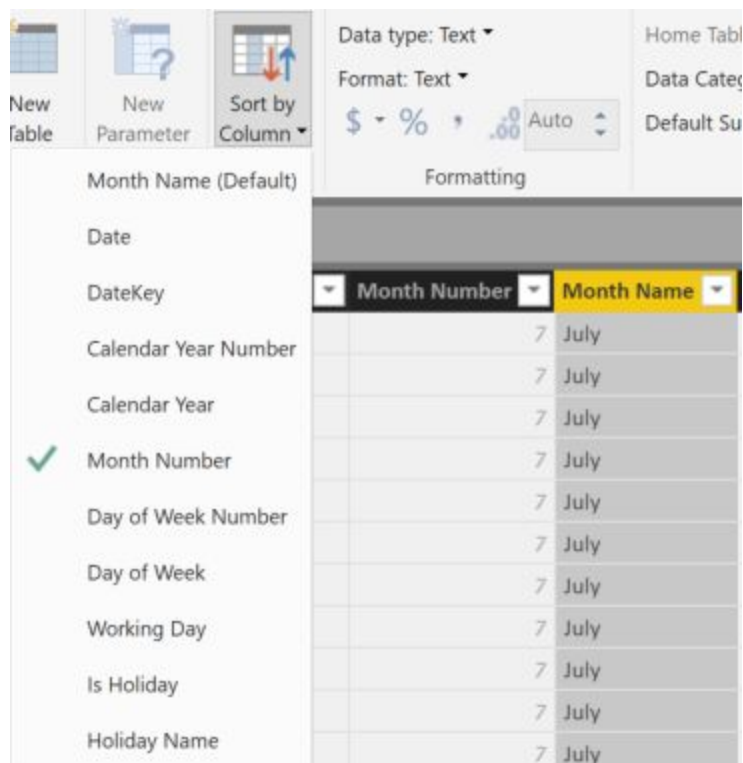 New Table
New Parameter
Sort by Column
Data type: Text
Format: Text
$ % , .00 Auto
Formatting
Home
Data
Default
Month Name (Default)
Date
DateKey
Calendar Year Number
Calendar Year
Month Number
Day of Week Number
Day of Week
Working Day
Is Holiday
Holiday Name
Month Number Month Name
7 July
7 July
7 July
7 July
7 July
7 July
7 July
7 July
7 July
7 July
7 July